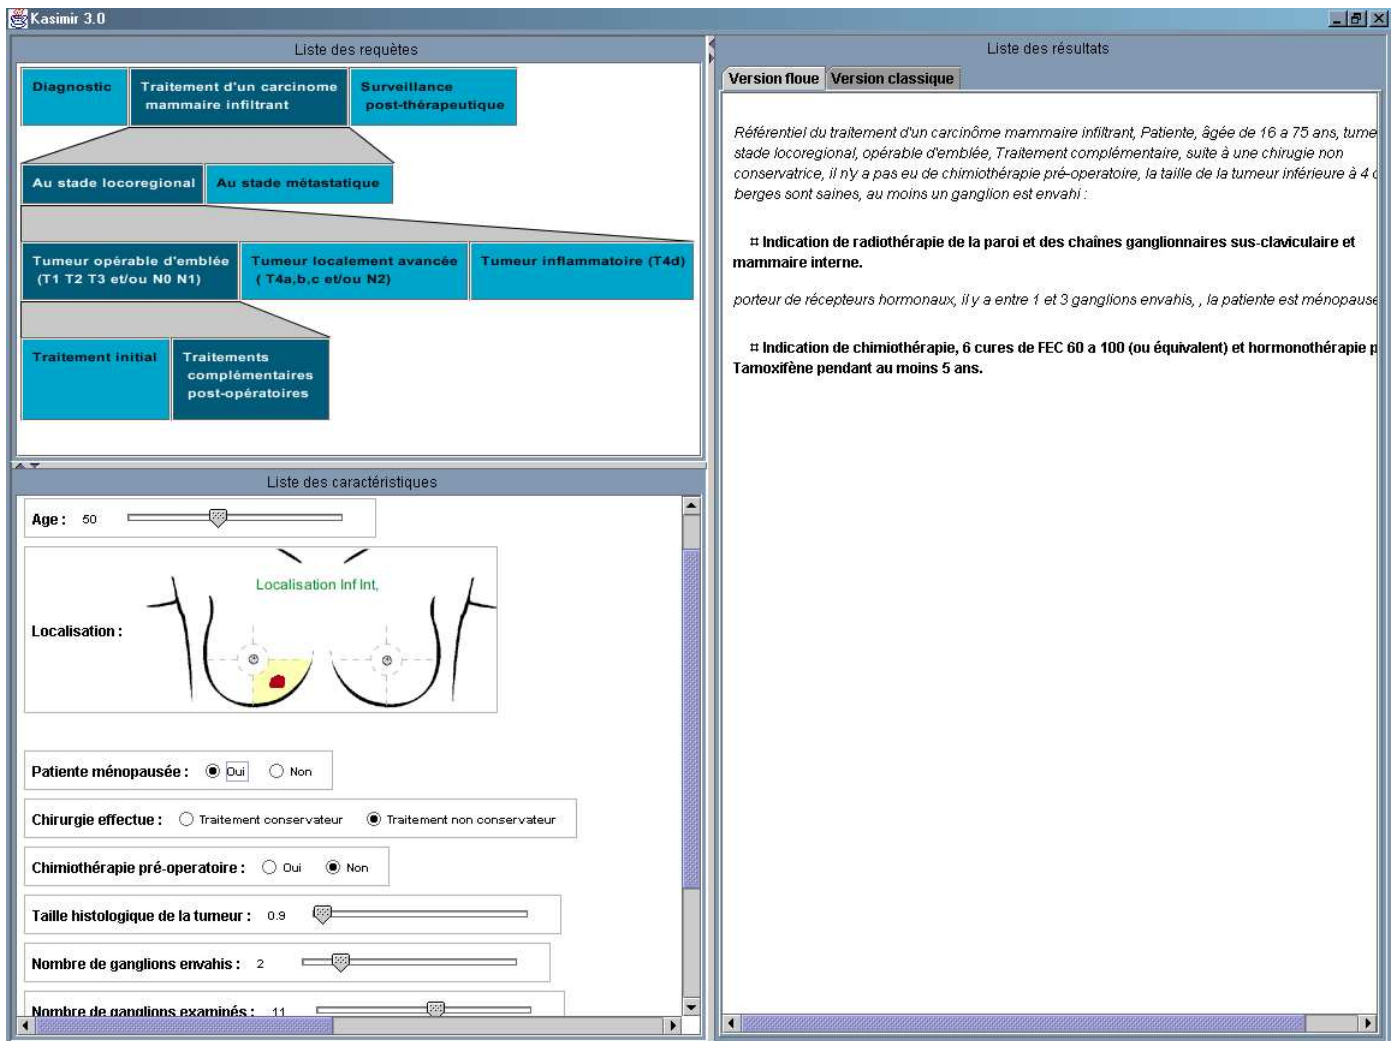 Kasimir 3.0
Liste des requètes
Diagnostic
Traitement d'un carcinome
mammaire infiltrant
Surveillance
post-thérapeutique
Au stade locoregional
Au stade métastatique
Tumeur opérable d'emblée
(T1 T2 T3 et/ou N0 N1)
Tumeur localement avancée
( T4a,b,c et/ou N2)
Tumeur inflammatoire (T4d)
Traitement initial
Traitements
complémentaires
post-opératoires
Liste des caractéristiques
Age : 50
Localisation Inf Int,
Localisation :
Patiente ménopausée : Oui Non
Chirurgie effectue : Traitement conservateur Traitement non conservateur
Chimiothérapie pré-operatoire : Oui Non
Taille histologique de la tumeur : 0.9
Nombre de ganglions envahis : 2
Nombre de ganglions examinés : 11
Liste des résultats
Version floue Version classique
Référentiel du traitement d'un carcinôme mammaire infiltrant, Patiente, âgée de 16 a 75 ans, tume
stade locoregional, opérable d'emblée, Traitement complémentaire, suite à une chirugie non
conservatrice, il n'y a pas eu de chimiothérapie pré-operatoire, la taille de la tumeur inférieure à 4
berges sont saines, au moins un ganglion est envahi :
¤ Indication de radiothérapie de la paroi et des chaînes ganglionnaires sus-claviculaire et
mammaire interne.
porteur de récepteurs hormonaux, il y a entre 1 et 3 ganglions envahis, , la patiente est ménopause
¤ Indication de chimiothérapie, 6 cures de FEC 60 a 100 (ou équivalent) et hormonothérapie p
Tamoxifène pendant au moins 5 ans.